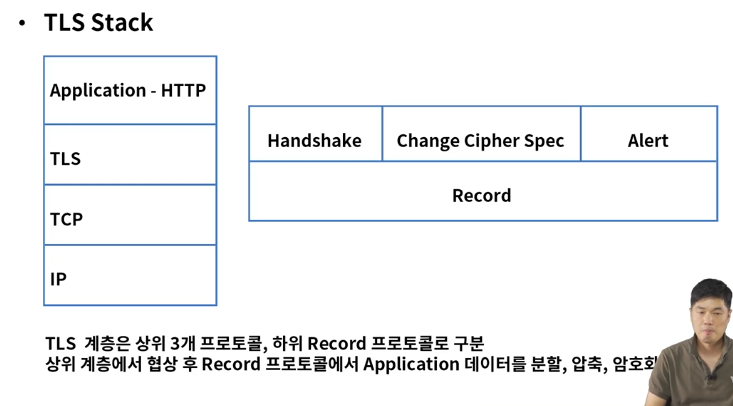 • TLS Stack
Application - HTTP
TLS
TCP
IP
Handshake
Change Cipher Spec
Alert
Record
TLS 계층은 상위 3개 프로토콜, 하위 Record 프로토콜로 구분
상위 계층에서 협상 후 Record 프로토콜에서 Application 데이터를 분할, 압축, 암호화